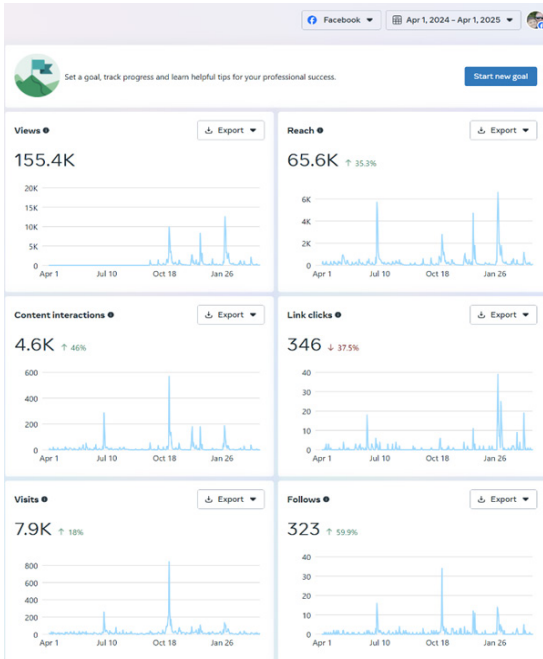 Facebook
Apr 1, 2024 – Apr 1, 2025
Set a goal, track progress and learn helpful tips for your professional success.
Start new goal
Views
Export
155.4K
20K
15K
10K
5K
0
Apr 1
Jul 10
Oct 18
Jan 26
Reach
Export
65.6K ↑ 35.3%
6K
4K
2K
0
Apr 1
Jul 10
Oct 18
Jan 26
Content interactions
Export
4.6K ↑ 46%
600
400
200
0
Apr 1
Jul 10
Oct 18
Jan 26
Link clicks
Export
346 ↓ 37.5%
40
30
20
10
0
Apr 1
Jul 10
Oct 18
Jan 26
Visits
Export
7.9K ↑ 18%
800
600
400
200
0
Apr 1
Jul 10
Oct 18
Jan 26
Follows
Export
323 ↑ 59.9%
40
30
20
10
0
Apr 1
Jul 10
Oct 18
Jan 26